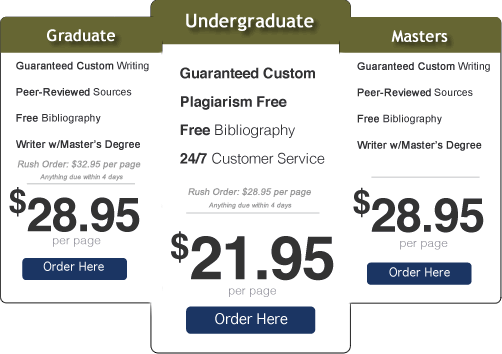 Graduate
Guaranteed Custom Writing
Peer-Reviewed Sources
Free Bibliography
Writer w/Master's Degree
Rush Order: $32.95 per page
Anything due within 4 days
$28.95
per page
Order Here
Undergraduate
Guaranteed Custom
Plagiarism Free
Free Bibliography
24/7 Customer Service
Rush Order: $28.95 per page
Anything due within 4 days
$21.95
per page
Order Here
Masters
Guaranteed Custom Writing
Peer-Reviewed Sources
Free Bibliography
Writer w/Master's Degree
$28.95
per page
Order Here